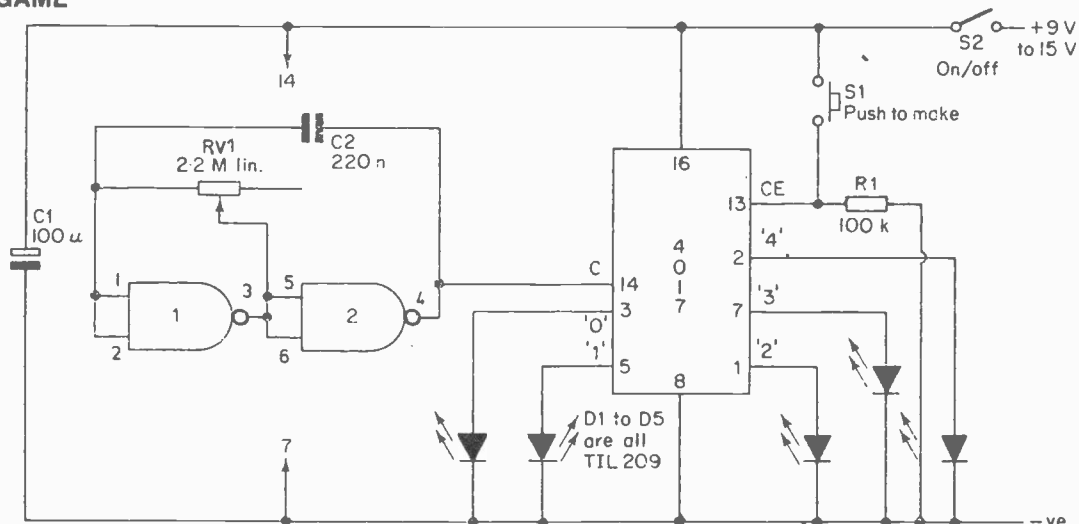 GAME
+9 V
to 15 V
S2
On/off
14
S1
Push to make
C2
220 n
RV1
2·2 M lin.
16
CE
R1
13
100 k
C1
100 u
'4'
4
0
1
7
2
C
14
'3'
7
3
'0'
'2'
'1'
1
5
8
1
2
1
3
5
6
2
4
D1 to D5
are all
TIL 209
7
–ve